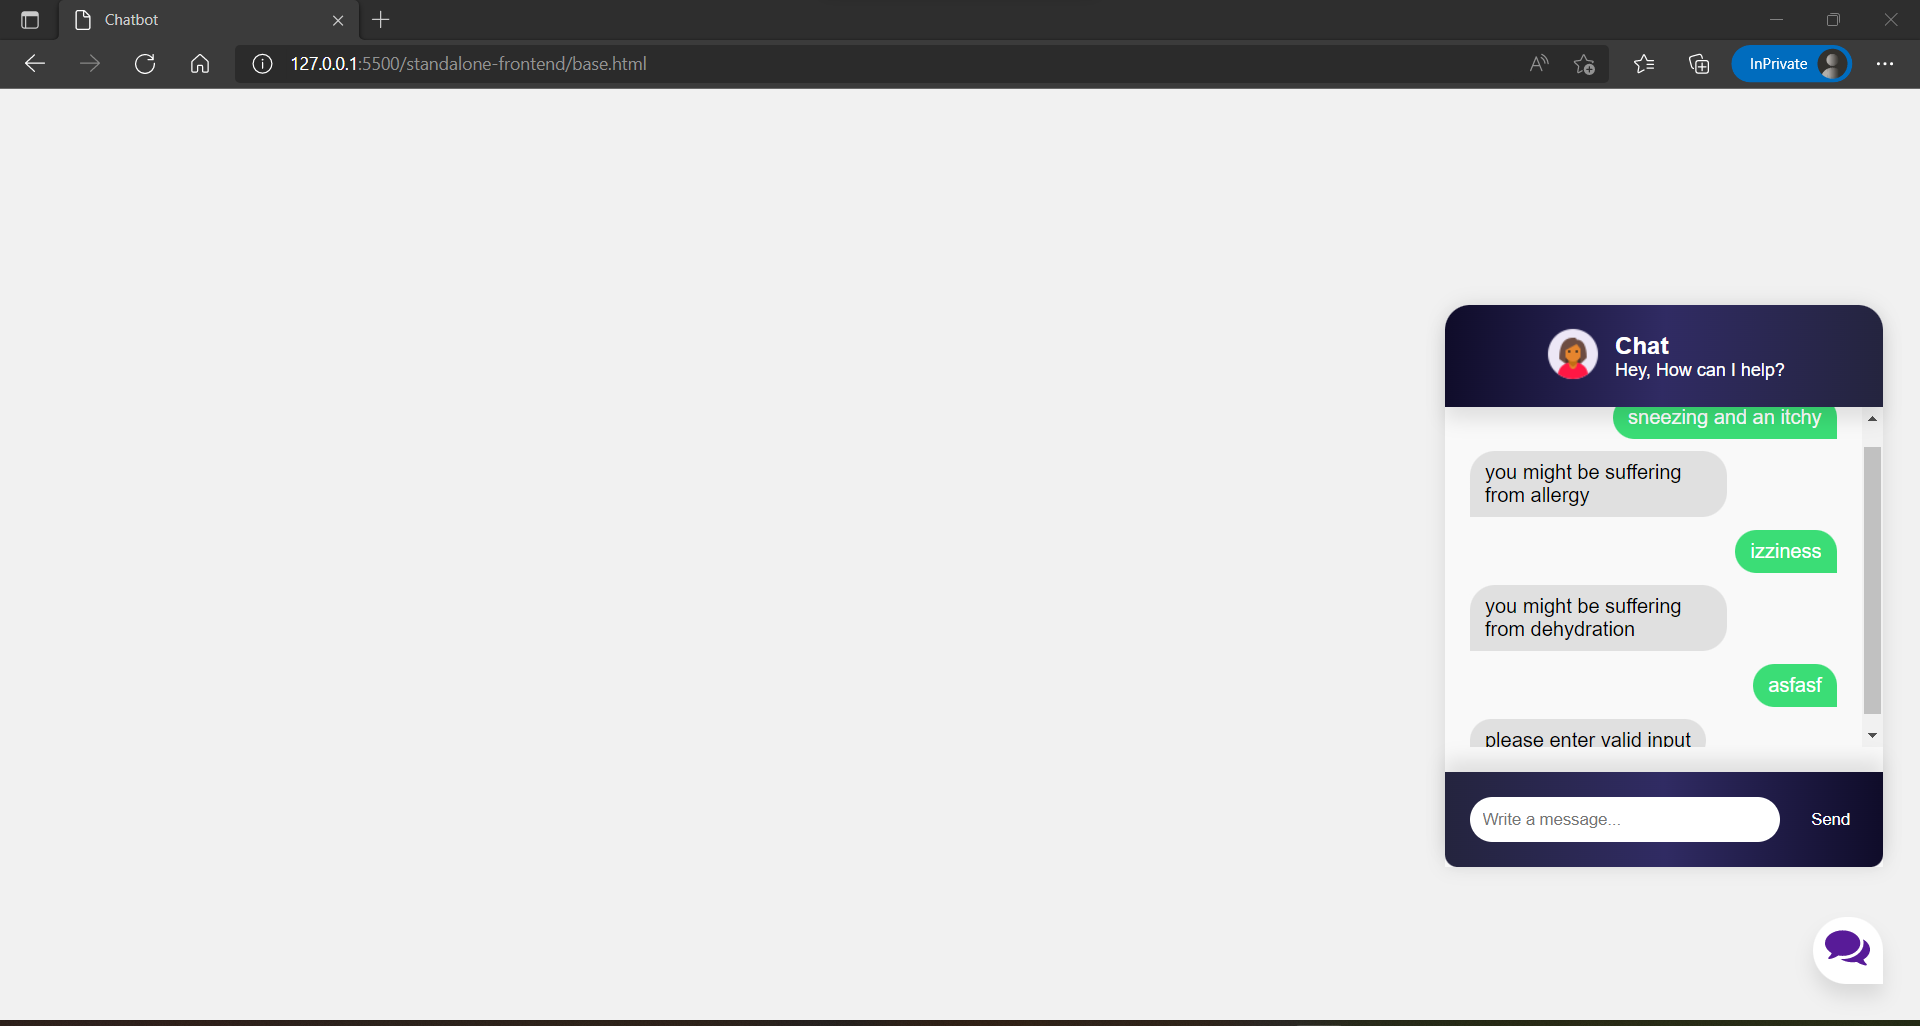 Chatbot
127.0.0.1:5500/standalone-frontend/base.html
InPrivate
Chat
Hey, How can I help?
sneezing and an itchy
you might be suffering
from allergy
izziness
you might be suffering
from dehydration
asfasf
please enter valid input
Write a message...
Send